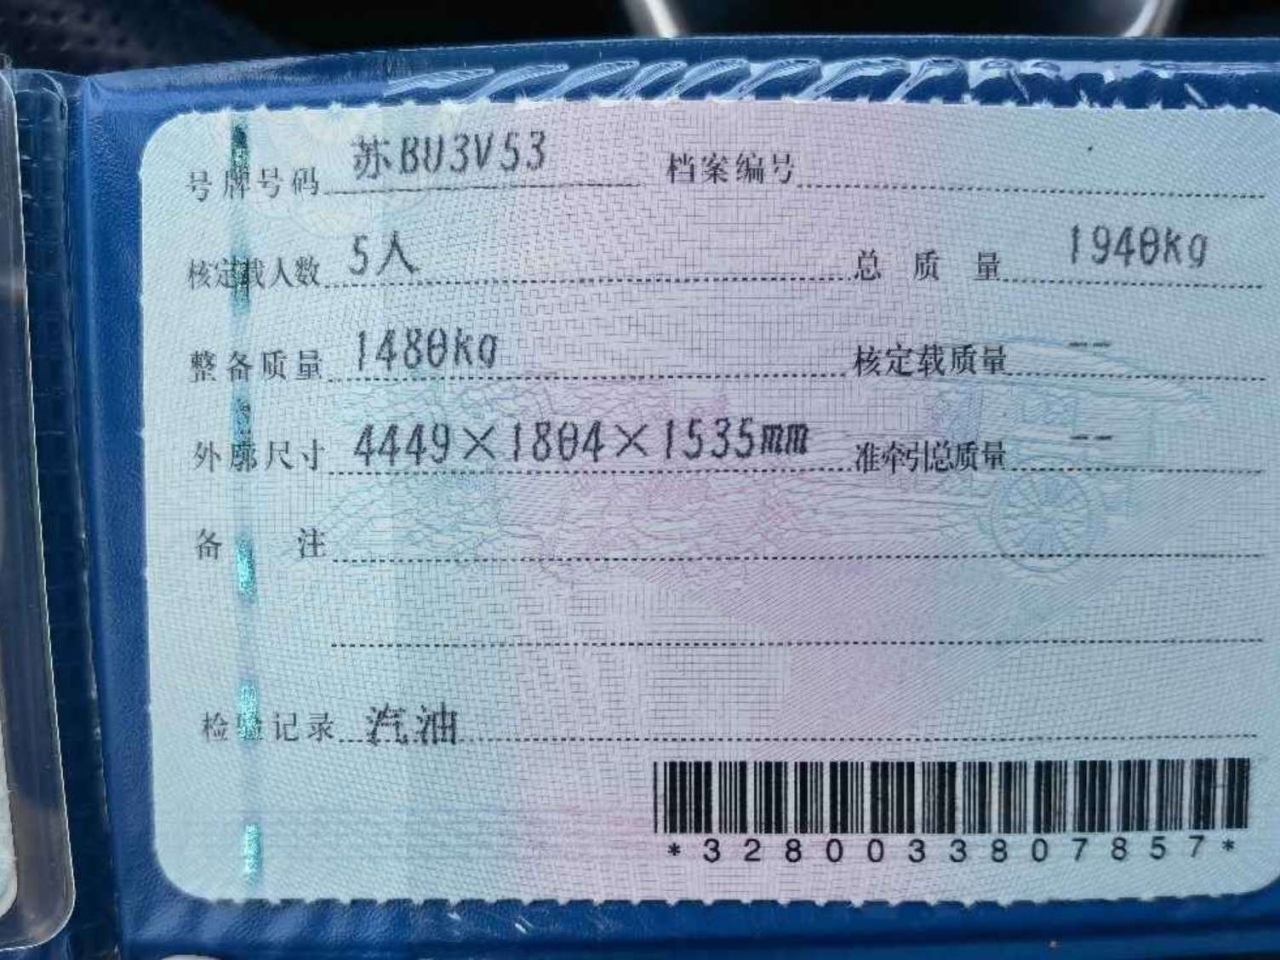 号牌号码 苏BU3V53 档案编号
核定载人数 5人 总质量 1940kg
整备质量 1480kg 核定载质量 --
外廓尺寸 4449×1804×1535mm 准牵引总质量 --
备注
检验记录 汽油
*3280033807857*